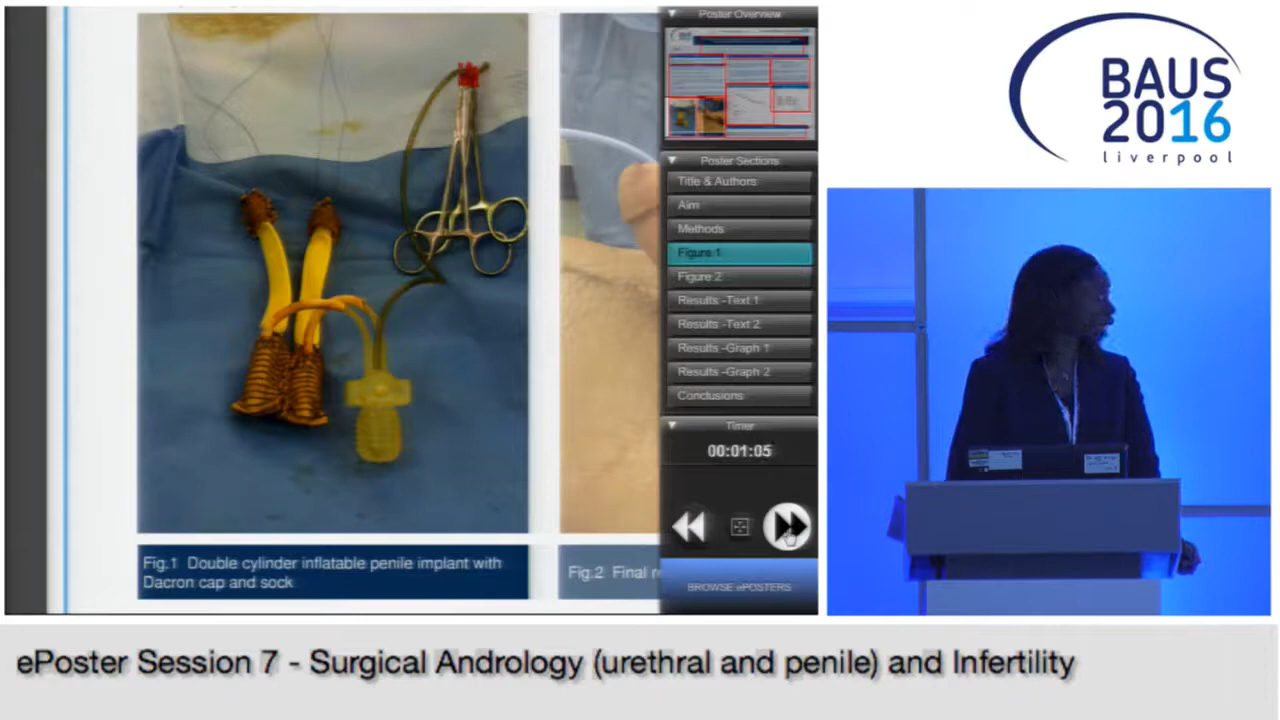 Poster Overview
Poster Sections
Title & Authors
Aim
Methods
Figure 1
Figure 2
Results -Text 1
Results -Text 2
Results -Graph 1
Results -Graph 2
Conclusions
Timer
00:01:05
BROWSE ePOSTERS
Fig.1 Double cylinder inflatable penile implant with
Dacron cap and sock
Fig.2 Final
BAUS
2016
liverpool
ePoster Session 7 - Surgical Andrology (urethral and penile) and Infertility